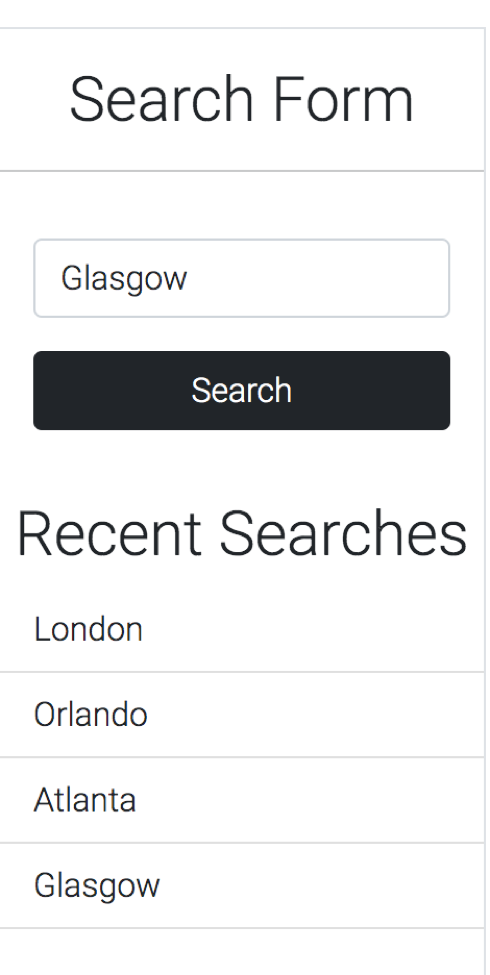 Search Form
Glasgow
Search
Recent Searches
London
Orlando
Atlanta
Glasgow